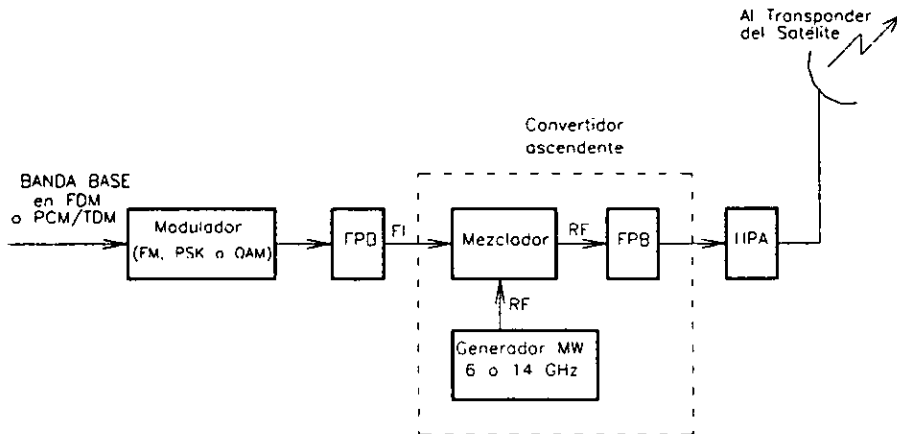 Al Transponder
del Satélite
Convertidor
ascendente
BANDA BASE
en FDM
o PCM/TDM
Modulador
(FM, PSK o QAM)
FPB
FI
Mezclador
RF
FPB
HPA
RF
Generador MW
6 o 14 GHz